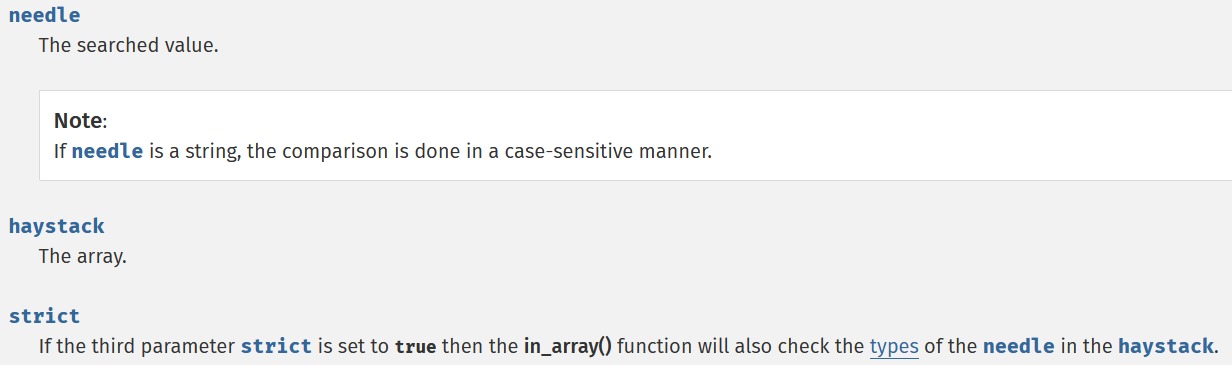 needle
The searched value.
Note:
If needle is a string, the comparison is done in a case-sensitive manner.
haystack
The array.
strict
If the third parameter strict is set to true then the in_array() function will also check the types of the needle in the haystack.